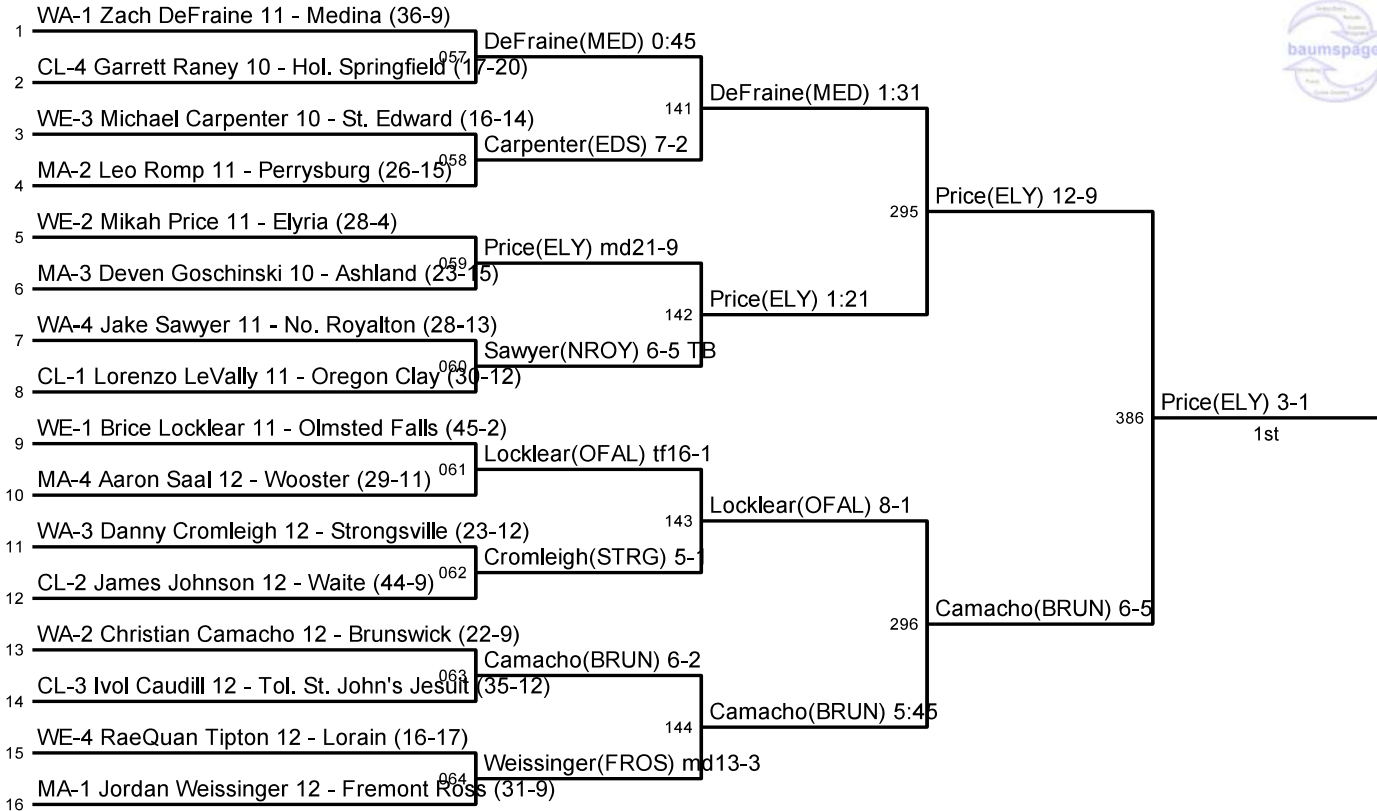 WA-1 Zach DeFraine 11 - Medina (36-9)
1
DeFraine(MED) 0:45
057
CL-4 Garrett Raney 10 - Hol. Springfield (17-20)
2
baumspage
DeFraine(MED) 1:31
141
WE-3 Michael Carpenter 10 - St. Edward (16-14)
3
Carpenter(EDS) 7-2
058
MA-2 Leo Romp 11 - Perrysburg (26-15)
4
Price(ELY) 12-9
295
WE-2 Mikah Price 11 - Elyria (28-4)
5
Price(ELY) md21-9
059
MA-3 Deven Goschinski 10 - Ashland (23-15)
6
Price(ELY) 1:21
142
WA-4 Jake Sawyer 11 - No. Royalton (28-13)
7
Sawyer(NROY) 6-5 TB
060
CL-1 Lorenzo LeVally 11 - Oregon Clay (30-12)
8
Price(ELY) 3-1
386
1st
WE-1 Brice Locklear 11 - Olmsted Falls (45-2)
9
Locklear(OFAL) tf16-1
061
MA-4 Aaron Saal 12 - Wooster (29-11)
10
Locklear(OFAL) 8-1
143
WA-3 Danny Cromleigh 12 - Strongsville (23-12)
11
Cromleigh(STRG) 5-1
062
CL-2 James Johnson 12 - Waite (44-9)
12
Camacho(BRUN) 6-5
296
WA-2 Christian Camacho 12 - Brunswick (22-9)
13
Camacho(BRUN) 6-2
063
CL-3 Ivol Caudill 12 - Tol. St. John's Jesuit (35-12)
14
Camacho(BRUN) 5:45
144
WE-4 RaeQuan Tipton 12 - Lorain (16-17)
15
Weissinger(FROS) md13-3
064
MA-1 Jordan Weissinger 12 - Fremont Ross (31-9)
16